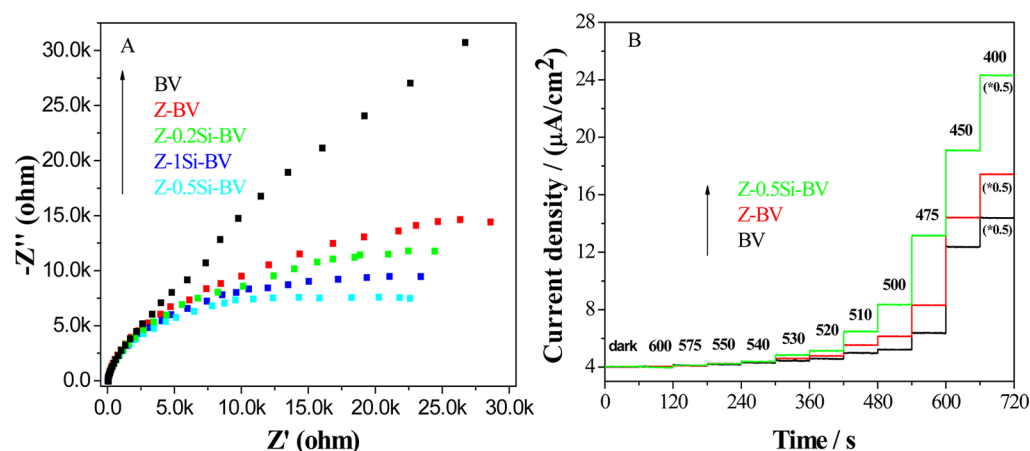 A
30.0k
25.0k
20.0k
15.0k
10.0k
5.0k
0.0
-Z'' (ohm)
BV
Z-BV
Z-0.2Si-BV
Z-1Si-BV
Z-0.5Si-BV
0.0 5.0k 10.0k 15.0k 20.0k 25.0k 30.0k
Z' (ohm)
B
28
24
20
16
12
8
4
0
Current density / (μA/cm²)
Z-0.5Si-BV
Z-BV
BV
dark 600 575 550 540 530 520 510 500 475 450 400
(*0.5)
(*0.5)
(*0.5)
0 120 240 360 480 600 720
Time / s